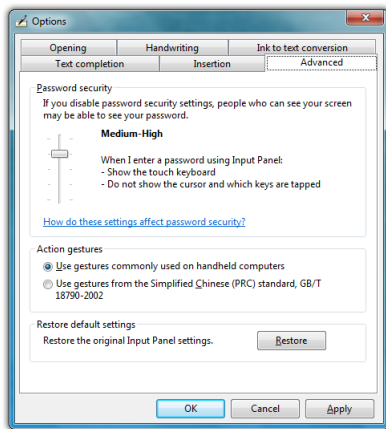 Options
Opening Handwriting Ink to text conversion
Text completion Insertion Advanced
Password security
If you disable password security settings, people who can see your screen
may be able to see your password.
Medium-High
When I enter a password using Input Panel:
- Show the touch keyboard
- Do not show the cursor and which keys are tapped
How do these settings affect password security?
Action gestures
Use gestures commonly used on handheld computers
Use gestures from the Simplified Chinese (PRC) standard, GB/T
18790-2002
Restore default settings
Restore the original Input Panel settings. Restore
OK Cancel Apply